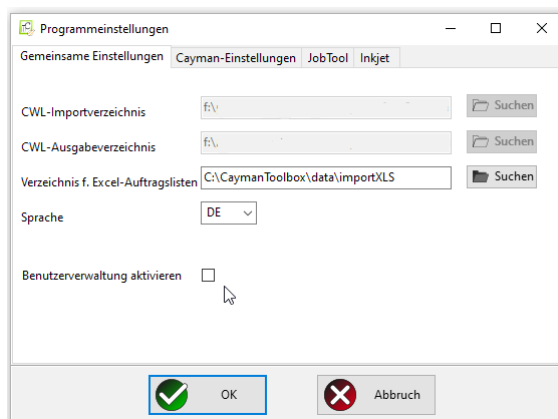 Programmeinstellungen
Gemeinsame Einstellungen Cayman-Einstellungen JobTool Inkjet
CWL-Importverzeichnis f:\ Suchen
CWL-Ausgabeverzeichnis f:\ Suchen
Verzeichnis f. Excel-Auftragslisten C:\CaymanToolbox\data\importXLS Suchen
Sprache DE
Benutzerverwaltung aktivieren
OK Abbruch